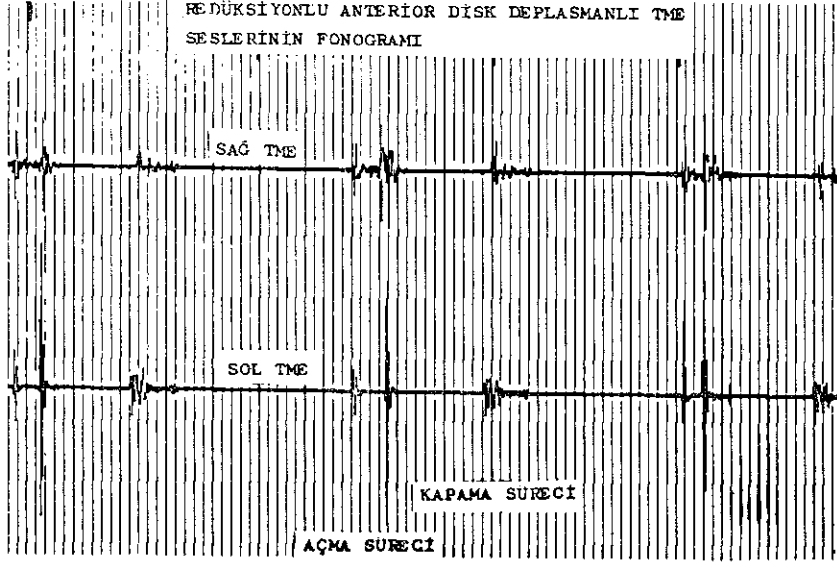 REDÜKSİYONLU ANTERİOR DİSK DEPLASMANLI TME
SESLERİNİN FONOGRAMI
SAĞ TME
SOL TME
KAPAMA SURECİ
AÇMA SURECİ